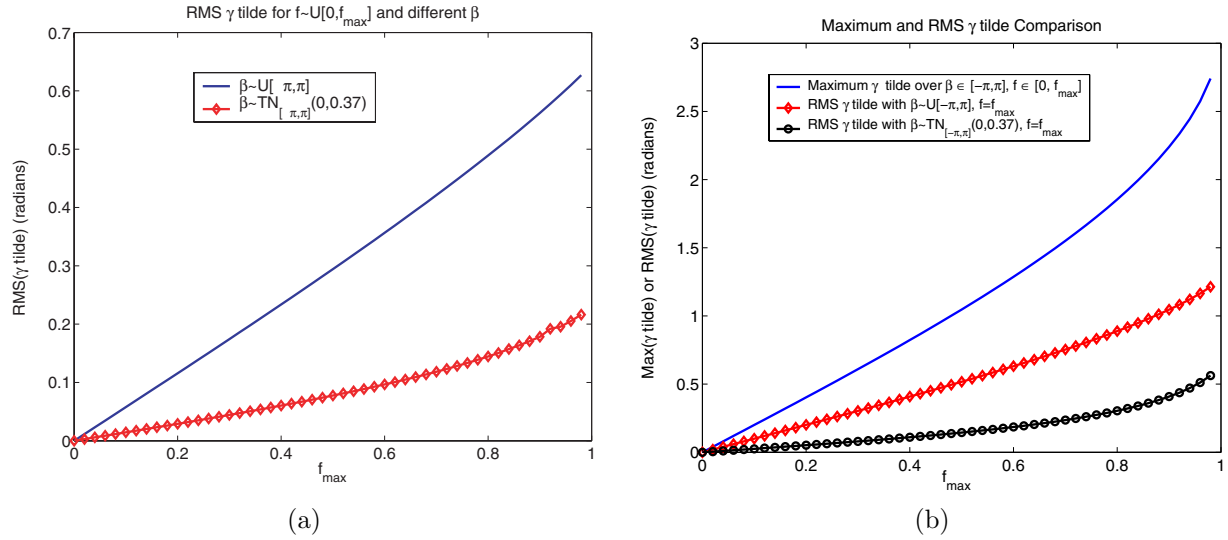 RMS γ tilde for f~U[0,f_max] and different β
RMS(γ tilde) (radians)
0.7
0.6
0.5
0.4
0.3
0.2
0.1
0
β~U[ π,π]
β~TN_[ π,π](0,0.37)
0 0.2 0.4 0.6 0.8 1
f_max
(a)
Maximum and RMS γ tilde Comparison
Max(γ tilde) or RMS(γ tilde) (radians)
3
2.5
2
1.5
1
0.5
0
Maximum γ tilde over β ∈ [−π,π], f ∈ [0, f_max]
RMS γ tilde with β~U[−π,π], f=f_max
RMS γ tilde with β~TN_[−π,π](0,0.37), f=f_max
0 0.2 0.4 0.6 0.8 1
f_max
(b)